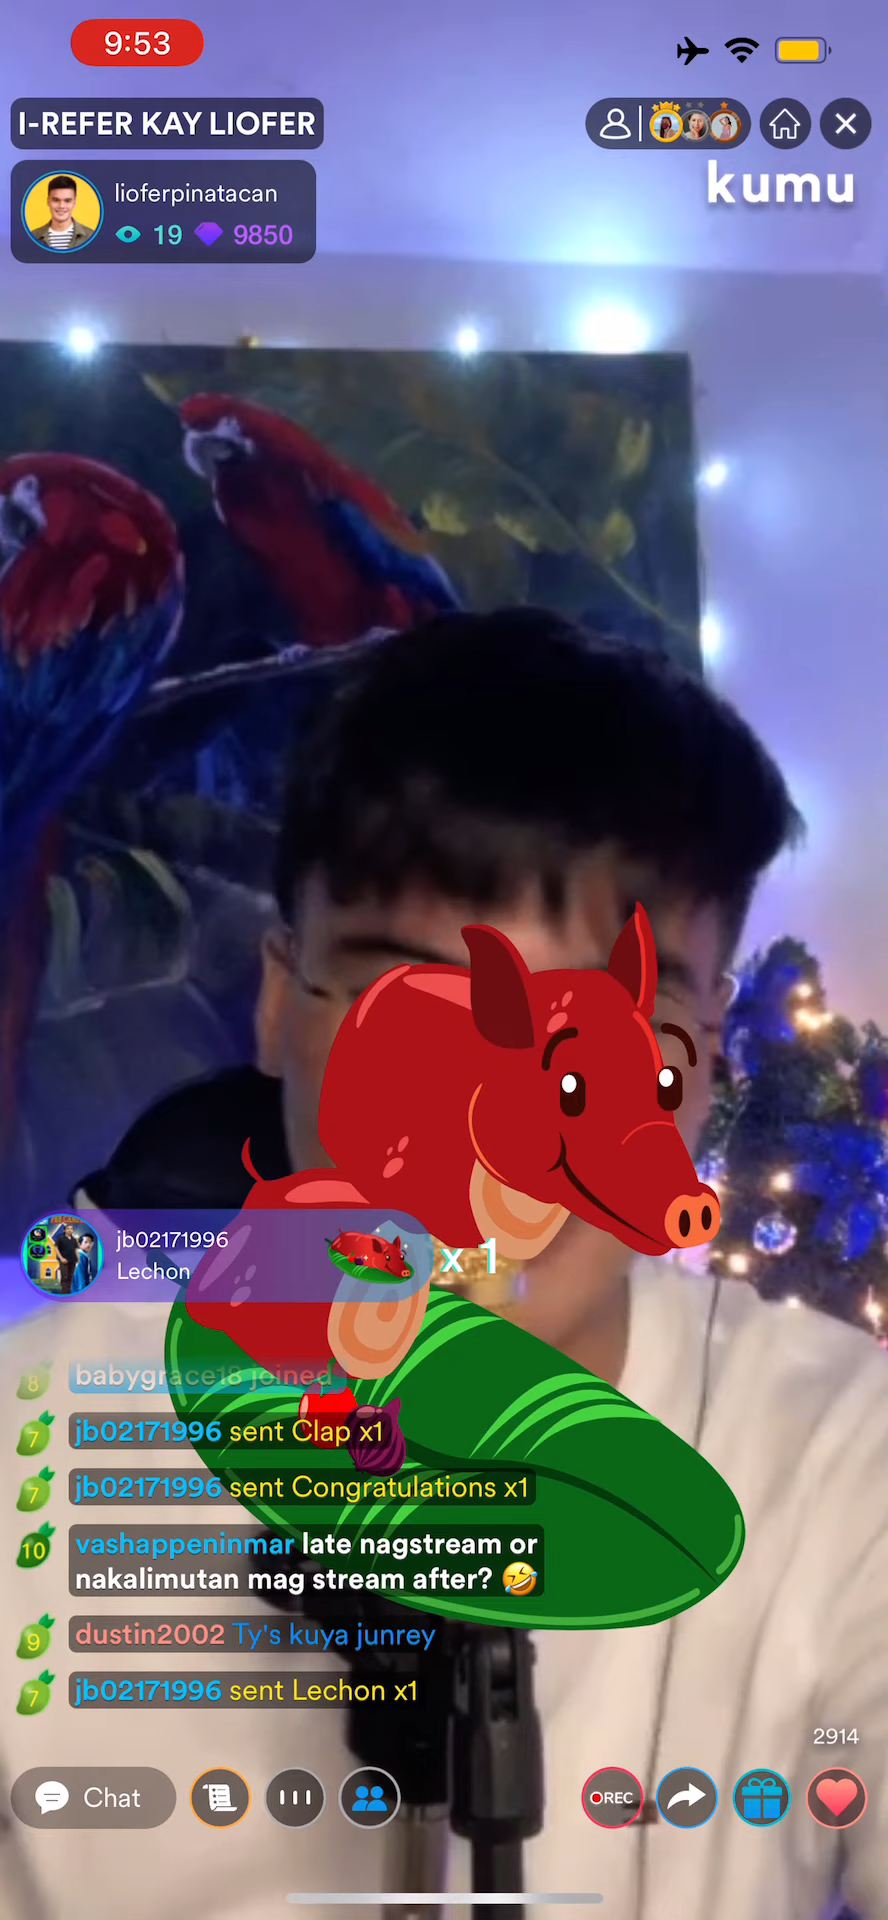 9:53
I-REFER KAY LIOFER
lioferpinatacan
19 9850
kumu
jb02171996
Lechon
x 1
8 babygrace18 joined
7 jb02171996 sent Clap x1
7 jb02171996 sent Congratulations x1
10 vashappeninmar late nagstream or
nakalimutan mag stream after? 🤣
9 dustin2002 Ty's kuya junrey
7 jb02171996 sent Lechon x1
2914
Chat
REC